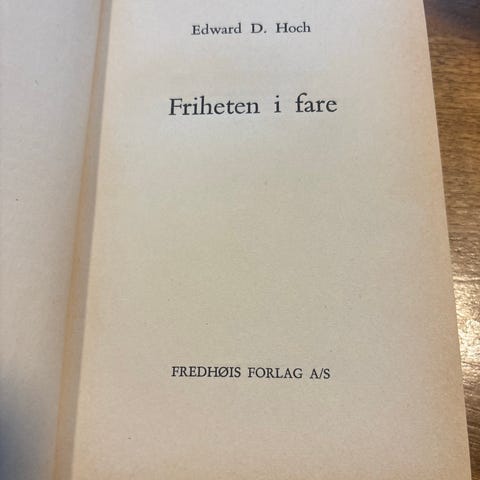 Edward D. Hoch
Friheten i fare
FREDHØIS FORLAG A/S